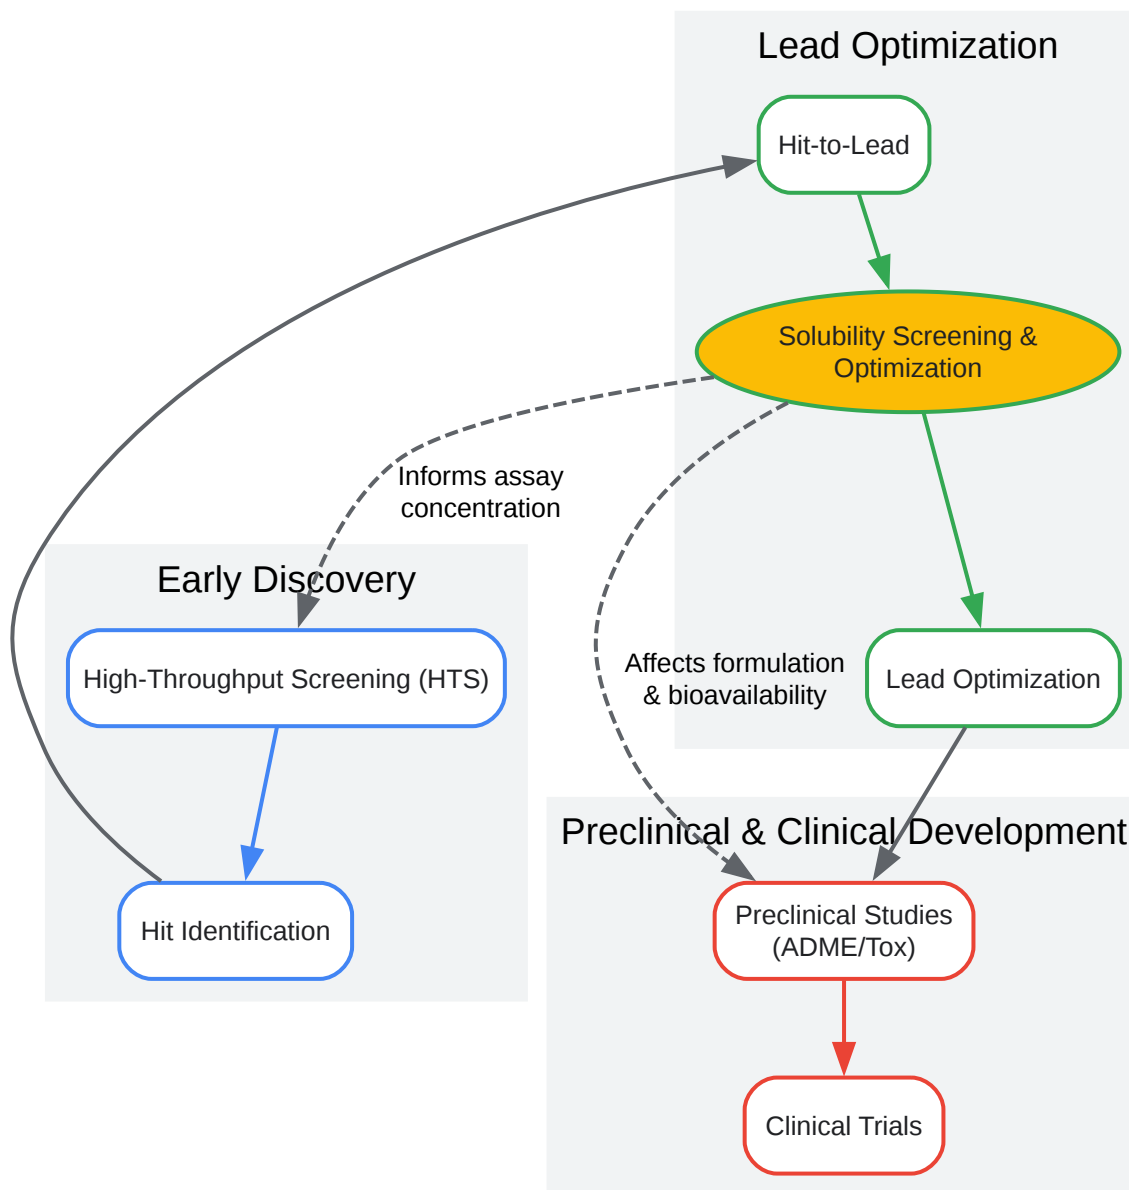 Lead Optimization
Hit-to-Lead
Solubility Screening &
Optimization
Informs assay
concentration
Early Discovery
High-Throughput Screening (HTS)
Affects formulation
& bioavailability
Lead Optimization
Preclinical & Clinical Development
Hit Identification
Preclinical Studies
(ADME/Tox)
Clinical Trials